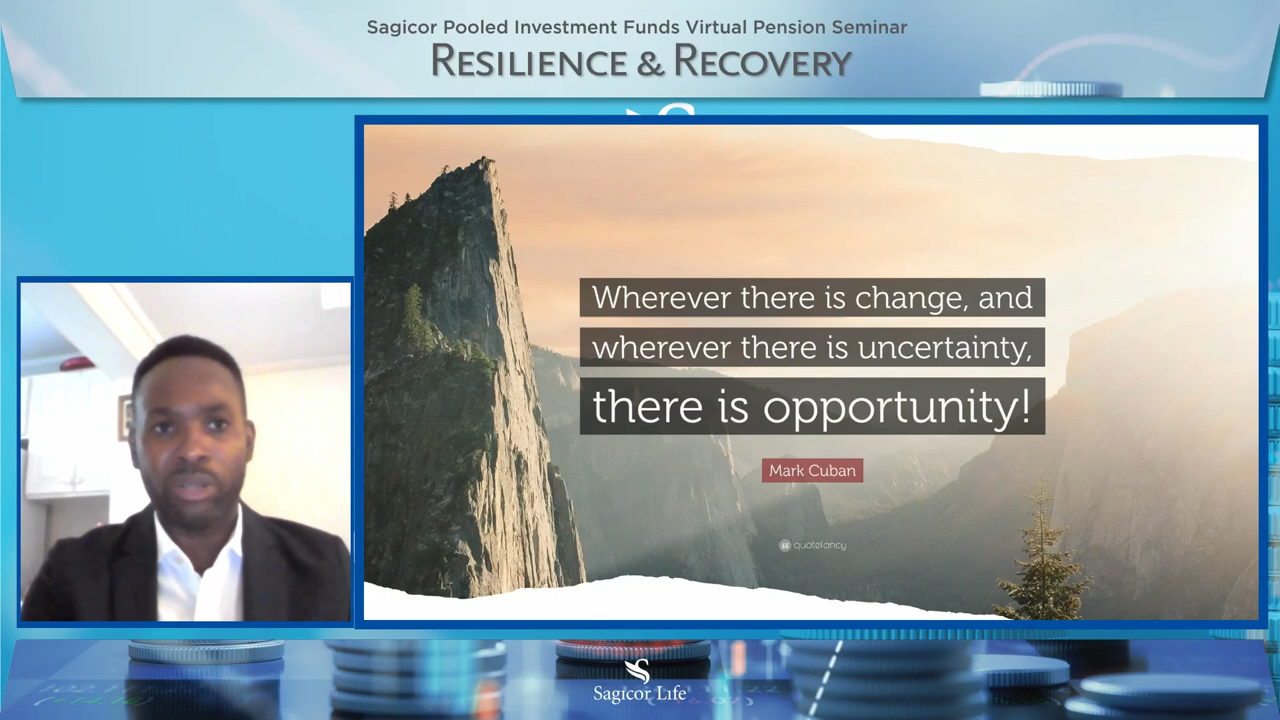 Sagicor Pooled Investment Funds Virtual Pension Seminar
RESILIENCE & RECOVERY
Wherever there is change, and
wherever there is uncertainty,
there is opportunity!
Mark Cuban
quotefancy
Sagicor Life